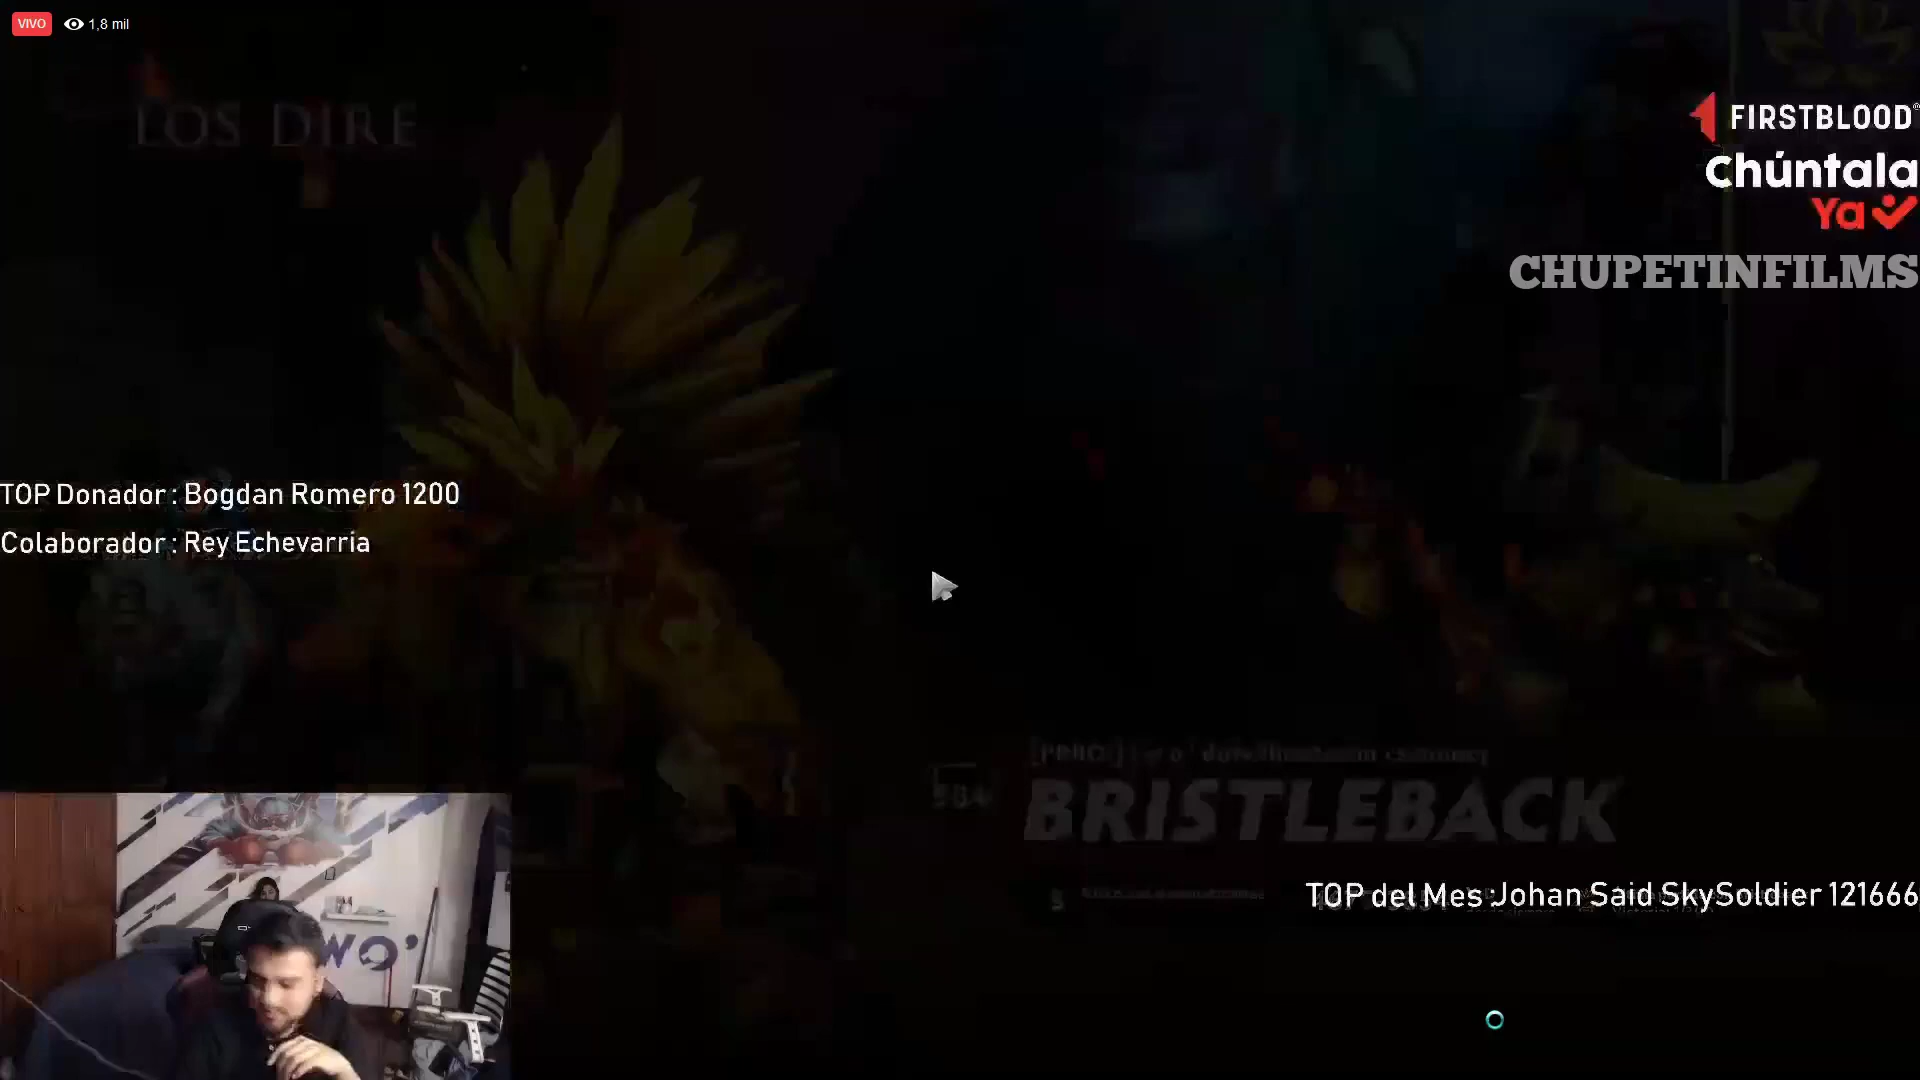 VIVO 1,8 mil
LOS DIRE
FIRSTBLOOD
Chúntala
Ya
CHUPETINFILMS
TOP Donador : Bogdan Romero 1200
Colaborador : Rey Echevarria
BRISTLEBACK
TOP del Mes :Johan Said SkySoldier 121666
WO'